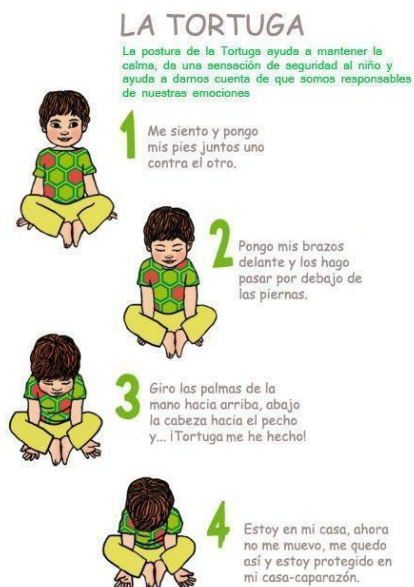 LA TORTUGA
La postura de la Tortuga ayuda a mantener la
calma, da una sensación de seguridad al niño y
ayuda a darnos cuenta de que somos responsables
de nuestras emociones
1
Me siento y pongo
mis pies juntos uno
contra el otro.
2
Pongo mis brazos
delante y los hago
pasar por debajo de
las piernas.
3
Giro las palmas de la
mano hacia arriba, abajo
la cabeza hacia el pecho
y... ¡Tortuga me he hecho!
4
Estoy en mi casa, ahora
no me muevo, me quedo
así y estoy protegido en
mi casa-caparazón.